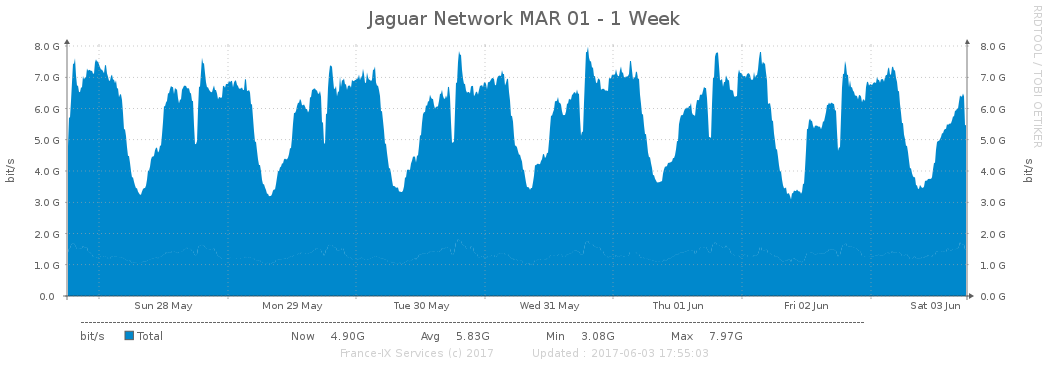 Jaguar Network MAR 01 - 1 Week
RRDTOOL / TOBI OETIKER
8.0 G 8.0 G
7.0 G 7.0 G
6.0 G 6.0 G
5.0 G 5.0 G
4.0 G 4.0 G
3.0 G 3.0 G
2.0 G 2.0 G
1.0 G 1.0 G
0.0 0.0 G
bit/s
bit/s
Sun 28 May Mon 29 May Tue 30 May Wed 31 May Thu 01 Jun Fri 02 Jun Sat 03 Jun
bit/s Total Now 4.90G Avg 5.83G Min 3.08G Max 7.97G
France-IX Services (c) 2017 Updated : 2017-06-03 17:55:03